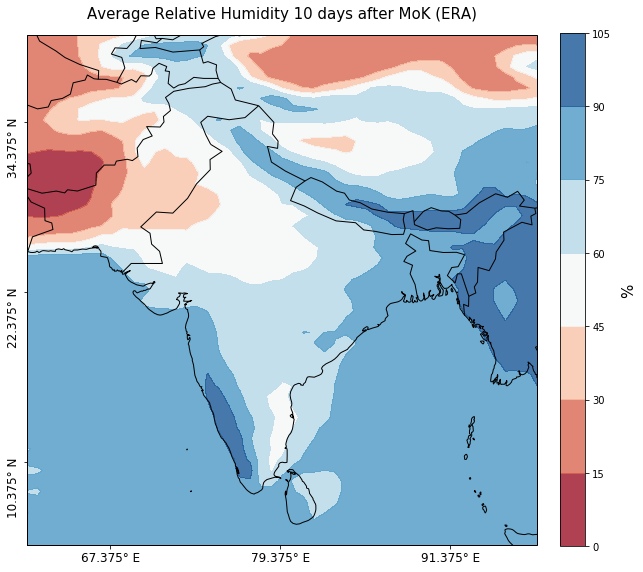 Average Relative Humidity 10 days after MoK (ERA)
105
90
75
60
45
30
15
0
%
34.375° N
22.375° N
10.375° N
67.375° E
79.375° E
91.375° E